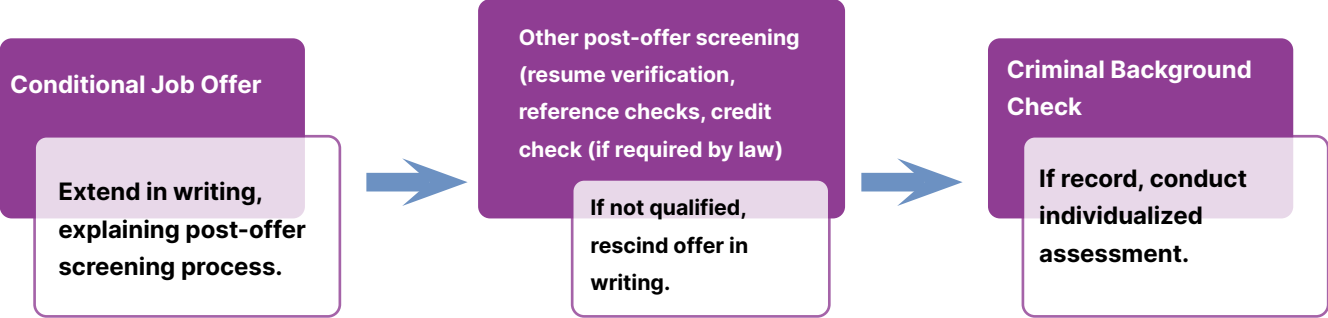 Conditional Job Offer
Extend in writing,
explaining post-offer
screening process.
Other post-offer screening
(resume verification,
reference checks, credit
check (if required by law)
If not qualified,
rescind offer in
writing.
Criminal Background
Check
If record, conduct
individualized
assessment.